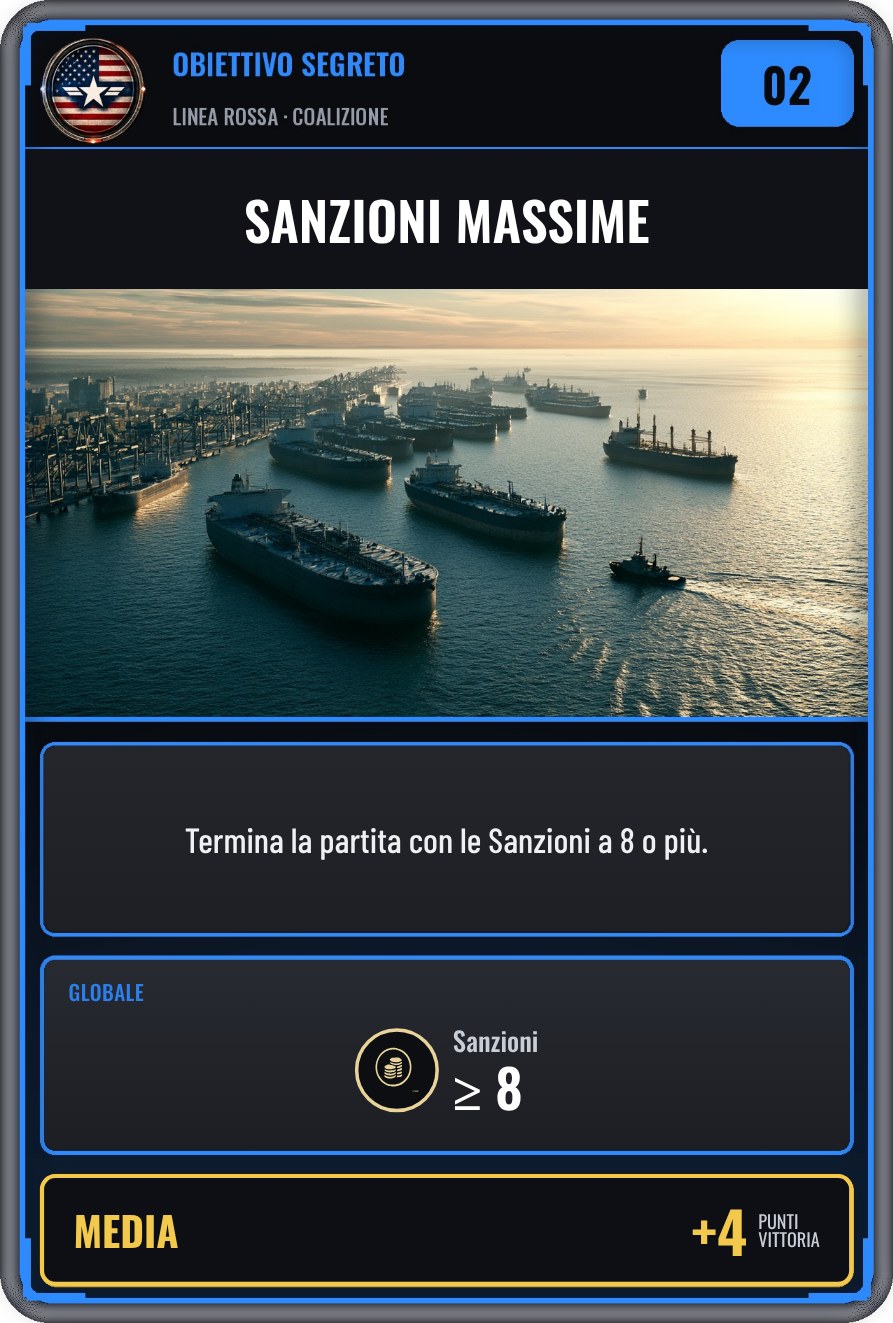 OBIETTIVO SEGRETO
LINEA ROSSA · COALIZIONE
02
SANZIONI MASSIME
Termina la partita con le Sanzioni a 8 o più.
GLOBALE
Sanzioni
≥ 8
MEDIA
+4
PUNTI
VITTORIA